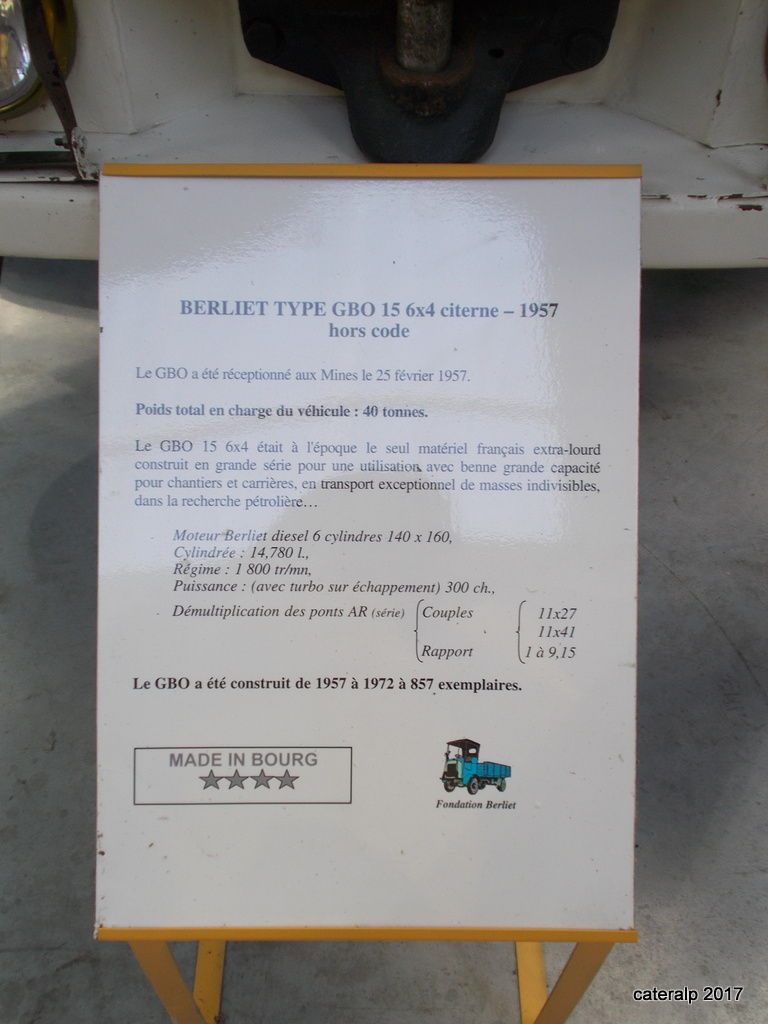 BERLIET TYPE GBO 15 6x4 citerne – 1957
hors code
Le GBO a été réceptionné aux Mines le 25 février 1957.
Poids total en charge du véhicule : 40 tonnes.
Le GBO 15 6x4 était à l'époque le seul matériel français extra-lourd
construit en grande série pour une utilisation avec benne grande capacité
pour chantiers et carrières, en transport exceptionnel de masses indivisibles,
dans la recherche pétrolière…
Moteur Berliet diesel 6 cylindres 140 x 160,
Cylindrée : 14,780 l.,
Régime : 1 800 tr/mn,
Puissance : (avec turbo sur échappement) 300 ch.,
Démultiplication des ponts AR (série) Couples 11x27
11x41
Rapport 1 à 9,15
Le GBO a été construit de 1957 à 1972 à 857 exemplaires.
MADE IN BOURG
Fondation Berliet
cateralp 2017